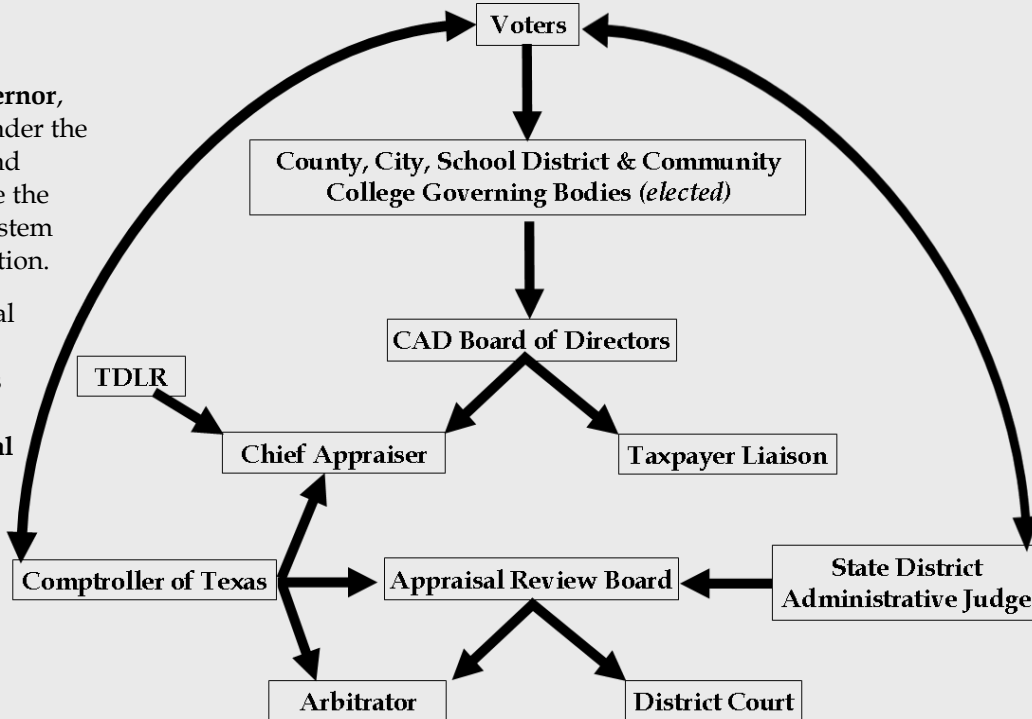 Voters
ernor,
nder the
nd
e the
stem
tion.
al
s
al
County, City, School District & Community
College Governing Bodies (elected)
CAD Board of Directors
TDLR
Chief Appraiser
Taxpayer Liaison
Comptroller of Texas
Appraisal Review Board
State District
Administrative Judge
Arbitrator
District Court